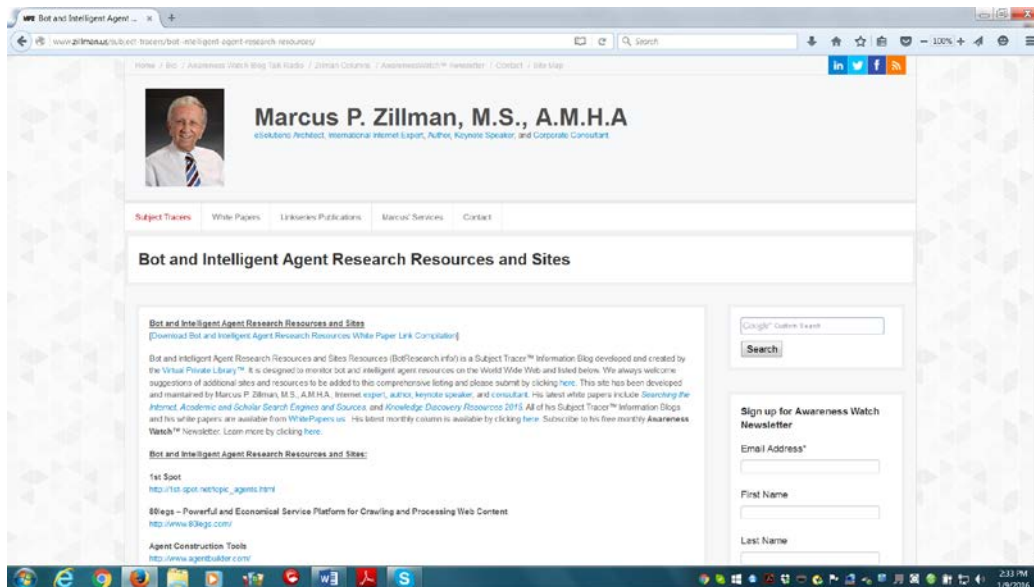 Bot and Intelligent Agent ... × +
www.zillman.us/subject-tracers/bot-intelligent-agent-research-resources/ Search 100%
Home / Bio / Awareness Watch Blog Talk Radio / Zillman Columns / AwarenessWatch™ Newsletter / Contact / Site Map
Marcus P. Zillman, M.S., A.M.H.A
eSolutions Architect, International Internet Expert, Author, Keynote Speaker, and Corporate Consultant
Subject Tracers White Papers Linkseries Publications Marcus' Services Contact
Bot and Intelligent Agent Research Resources and Sites
Bot and Intelligent Agent Research Resources and Sites
[Download Bot and Intelligent Agent Research Resources White Paper Link Compilation]
Bot and Intelligent Agent Research Resources and Sites Resources (BotResearch.info) is a Subject Tracer™ Information Blog developed and created by
the Virtual Private Library™. It is designed to monitor bot and intelligent agent resources on the World Wide Web and listed below. We always welcome
suggestions of additional sites and resources to be added to this comprehensive listing and please submit by clicking here. This site has been developed
and maintained by Marcus P. Zillman, M.S., A.M.H.A., Internet expert, author, keynote speaker, and consultant. His latest white papers include Searching the
Internet, Academic and Scholar Search Engines and Sources, and Knowledge Discovery Resources 2015. All of his Subject Tracer™ Information Blogs
and his white papers are available from WhitePapers.us. His latest monthly column is available by clicking here. Subscribe to his free monthly Awareness
Watch™ Newsletter. Learn more by clicking here.
Bot and Intelligent Agent Research Resources and Sites:
1st Spot
http://1st-spot.net/topic_agents.html
80legs – Powerful and Economical Service Platform for Crawling and Processing Web Content
http://www.80legs.com/
Agent Construction Tools
http://www.agentbuilder.com/
Google™ Custom Search
Search
Sign up for Awareness Watch
Newsletter
Email Address*
First Name
Last Name
2:33 PM
1/9/2016